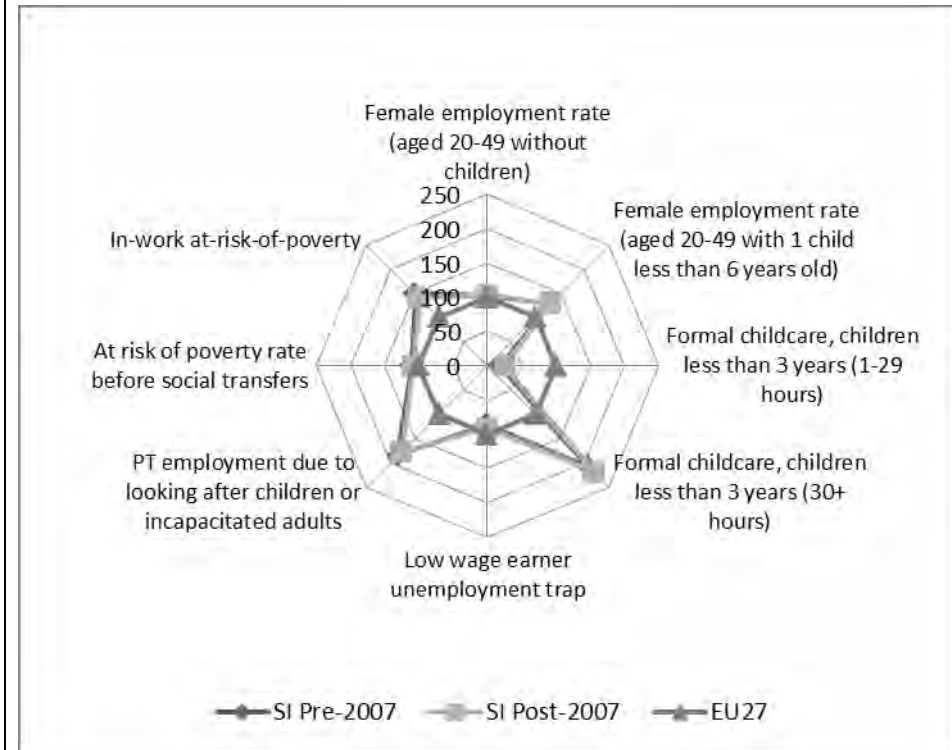 Female employment rate
(aged 20-49 without
children)
250
200
150
100
50
0
Female employment rate
(aged 20-49 with 1 child
less than 6 years old)
In-work at-risk-of-poverty
At risk of poverty rate
before social transfers
Formal childcare, children
less than 3 years (1-29
hours)
PT employment due to
looking after children or
incapacitated adults
Formal childcare, children
less than 3 years (30+
hours)
Low wage earner
unemployment trap
SI Pre-2007 SI Post-2007 EU27